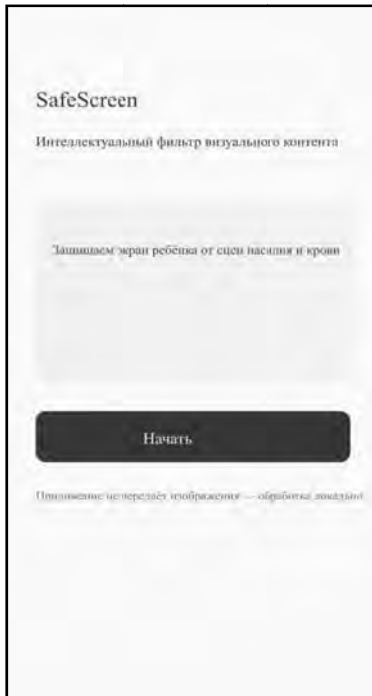 SafeScreen
Интеллектуальный фильтр визуального контента
Защищаем экран ребёнка от сцен насилия и крови
Начать
Приложение не передаёт изображения — обработка локально